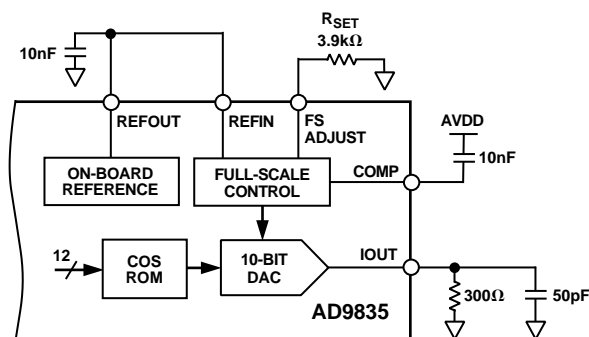 R_SET
3.9kΩ
10nF
REFOUT
REFIN
FS
ADJUST
AVDD
10nF
ON-BOARD
REFERENCE
FULL-SCALE
CONTROL
COMP
12
COS
ROM
10-BIT
DAC
IOUT
AD9835
300Ω
50pF